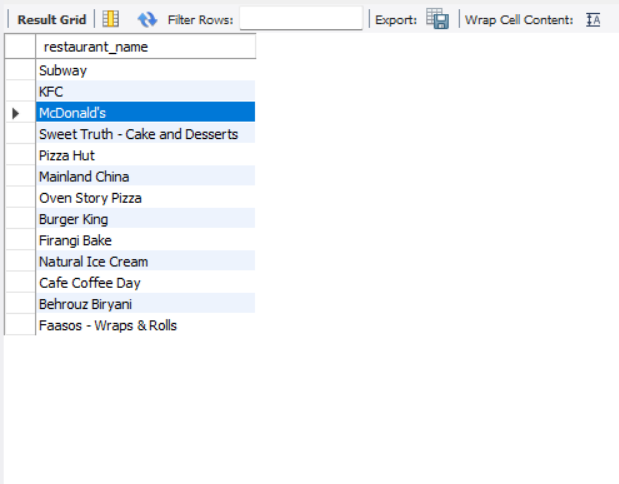 Result Grid Filter Rows: Export: Wrap Cell Content: IA
restaurant_name
Subway
KFC
McDonald's
Sweet Truth - Cake and Desserts
Pizza Hut
Mainland China
Oven Story Pizza
Burger King
Firangi Bake
Natural Ice Cream
Cafe Coffee Day
Behrouz Biryani
Faasos - Wraps & Rolls